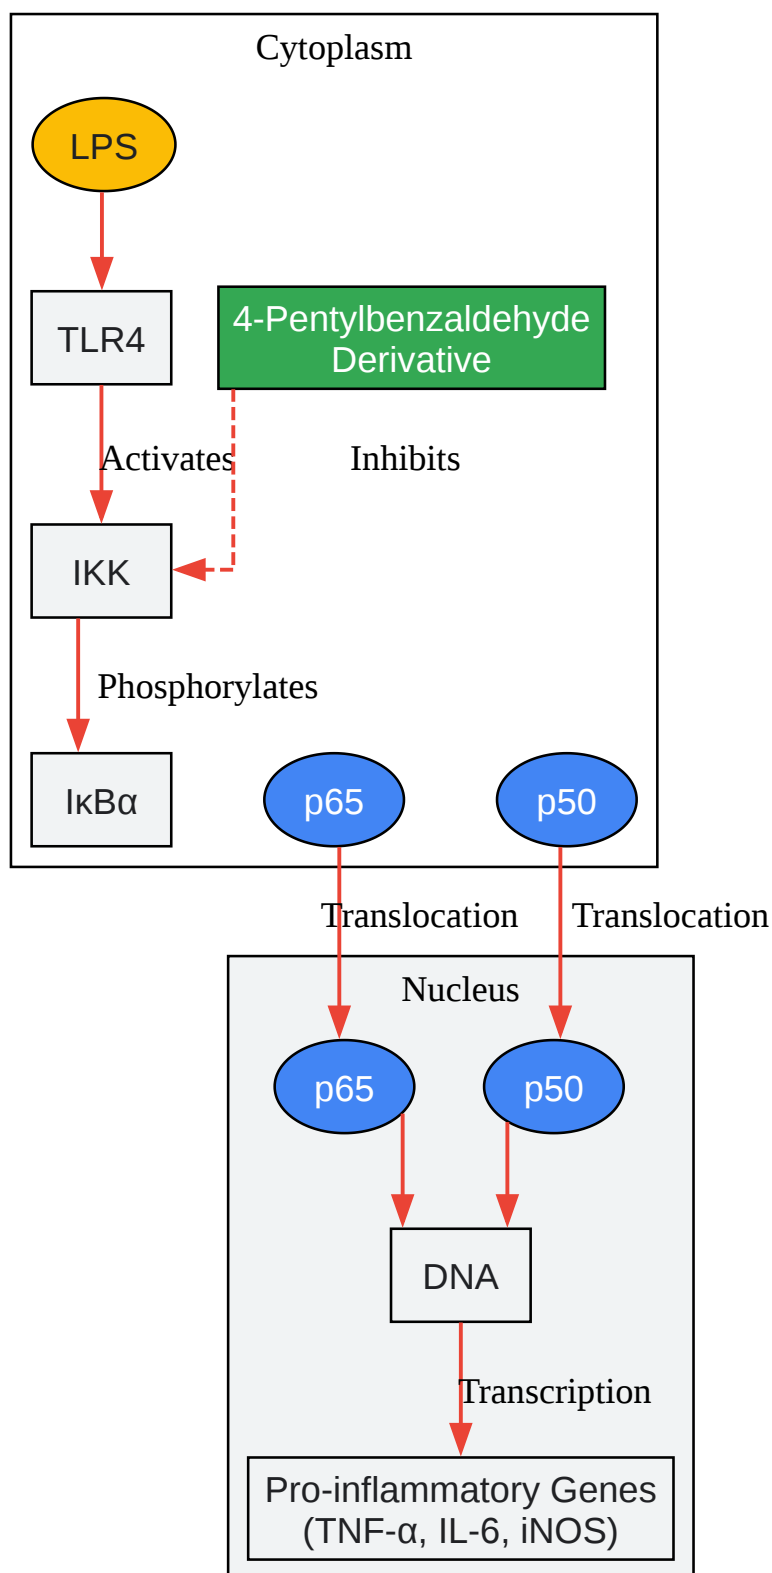 Cytoplasm
LPS
TLR4
4-Pentylbenzaldehyde
Derivative
Activates
Inhibits
IKK
Phosphorylates
IκBα
p65
p50
Translocation
Translocation
Nucleus
p65
p50
DNA
Transcription
Pro-inflammatory Genes
(TNF-α, IL-6, iNOS)